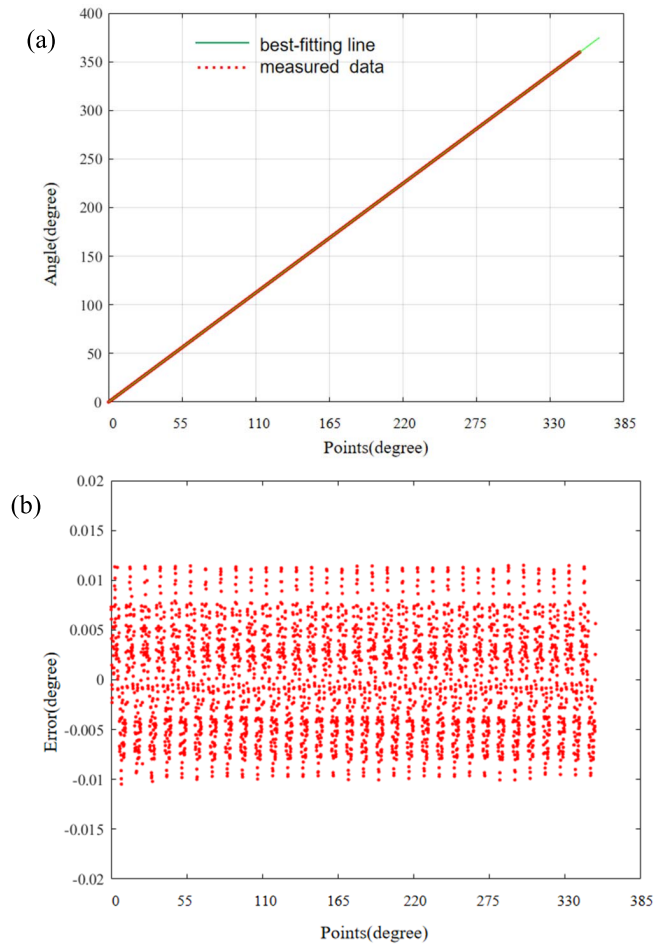 (a)
400
350
300
250
200
150
100
50
0
Angle(degree)
best-fitting line
measured data
0 55 110 165 220 275 330 385
Points(degree)
(b)
0.02
0.015
0.01
0.005
0
-0.005
-0.01
-0.015
-0.02
Error(degree)
0 55 110 165 220 275 330 385
Points(degree)